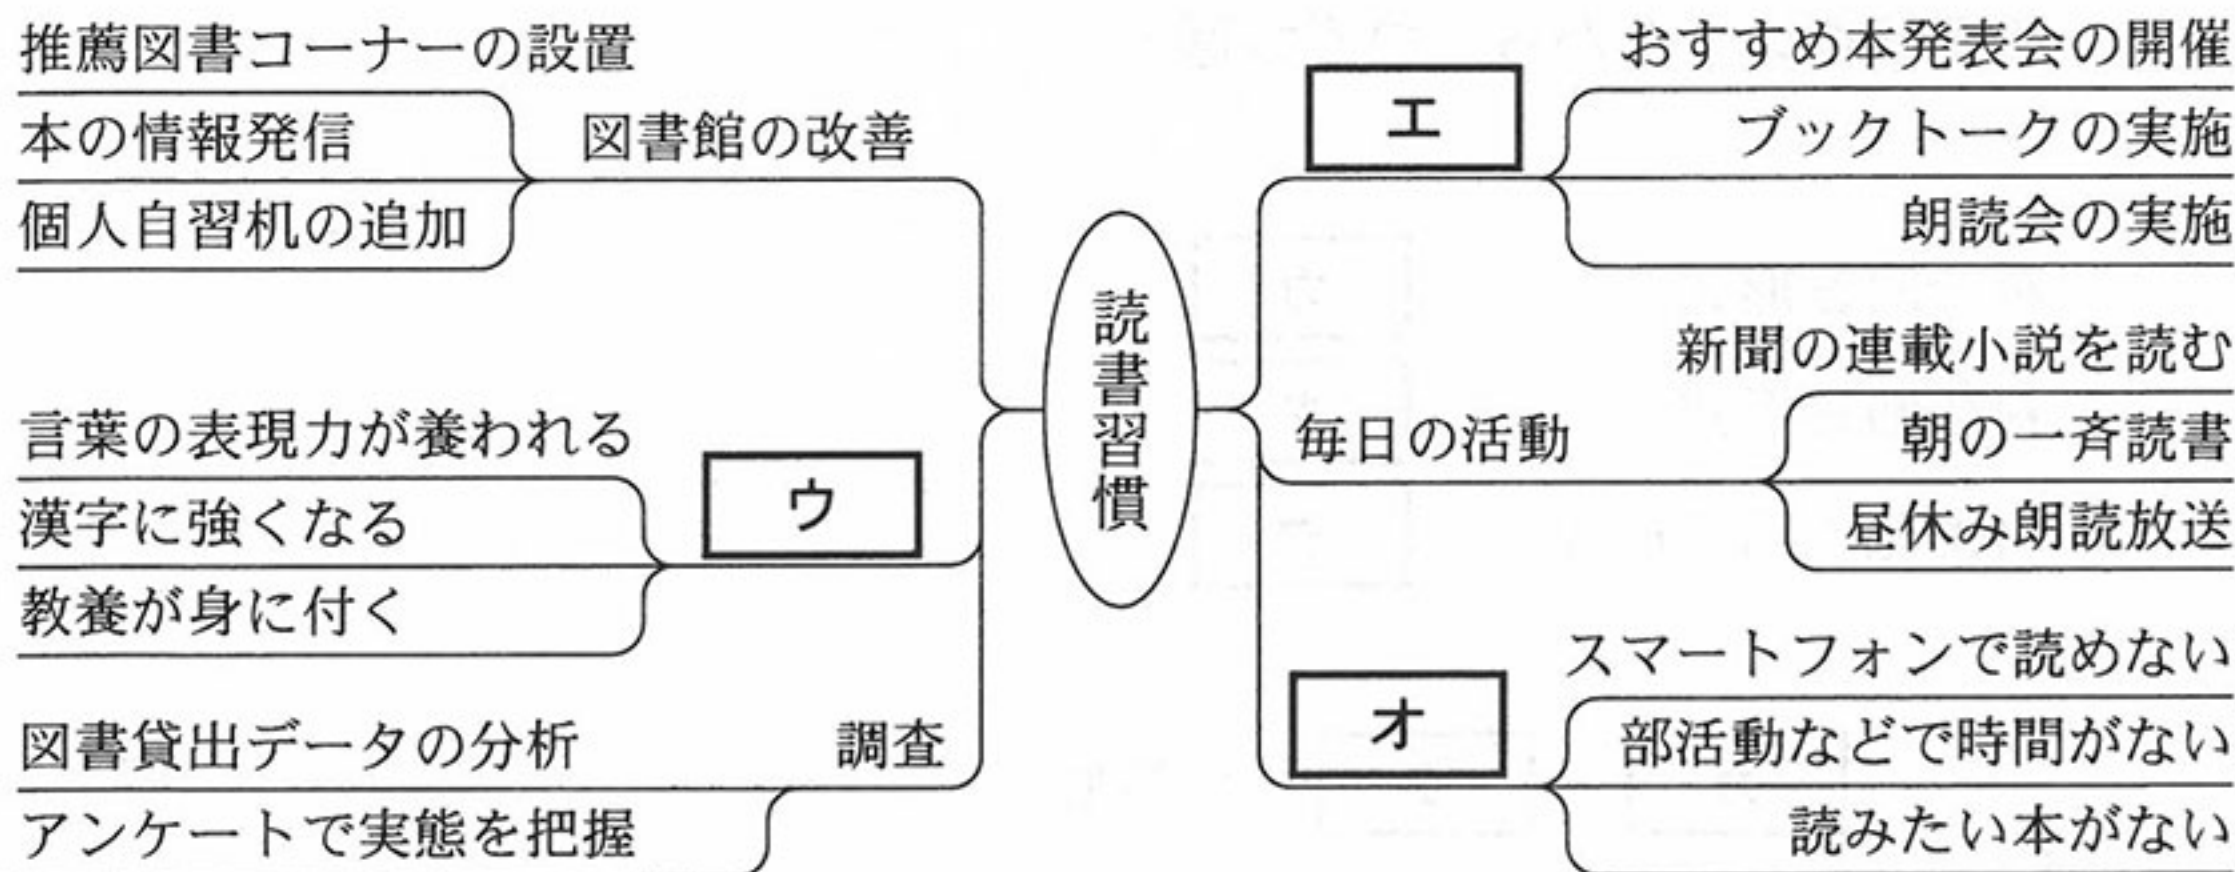 推薦図書コーナーの設置
本の情報発信
個人自習机の追加
図書館の改善
言葉の表現力が養われる
漢字に強くなる
教養が身に付く
ウ
図書貸出データの分析
アンケートで実態を把握
調査
読書習慣
エ
おすすめ本発表会の開催
ブックトークの実施
朗読会の実施
毎日の活動
新聞の連載小説を読む
朝の一斉読書
昼休み朗読放送
オ
スマートフォンで読めない
部活動などで時間がない
読みたい本がない